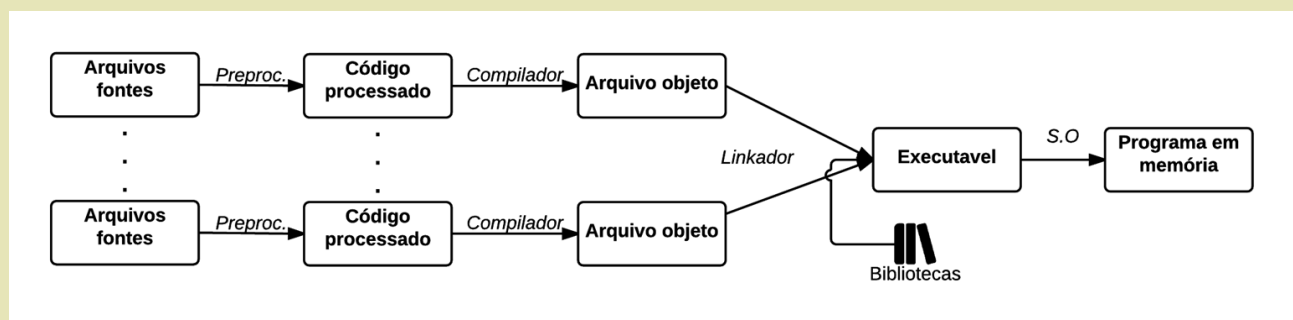 Arquivos
fontes
Preproc.
Código
processado
Compilador
Arquivo objeto
Linkador
Executavel
S.O
Programa em
memória
Arquivos
fontes
Preproc.
Código
processado
Compilador
Arquivo objeto
Bibliotecas